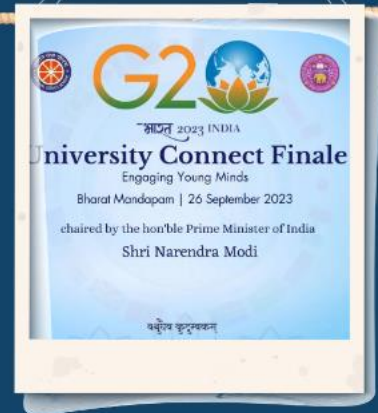 G20
भारत 2023 INDIA
University Connect Finale
Engaging Young Minds
Bharat Mandapam | 26 September 2023
chaired by the hon'ble Prime Minister of India
Shri Narendra Modi
वसुधैव कुटुम्बकम्